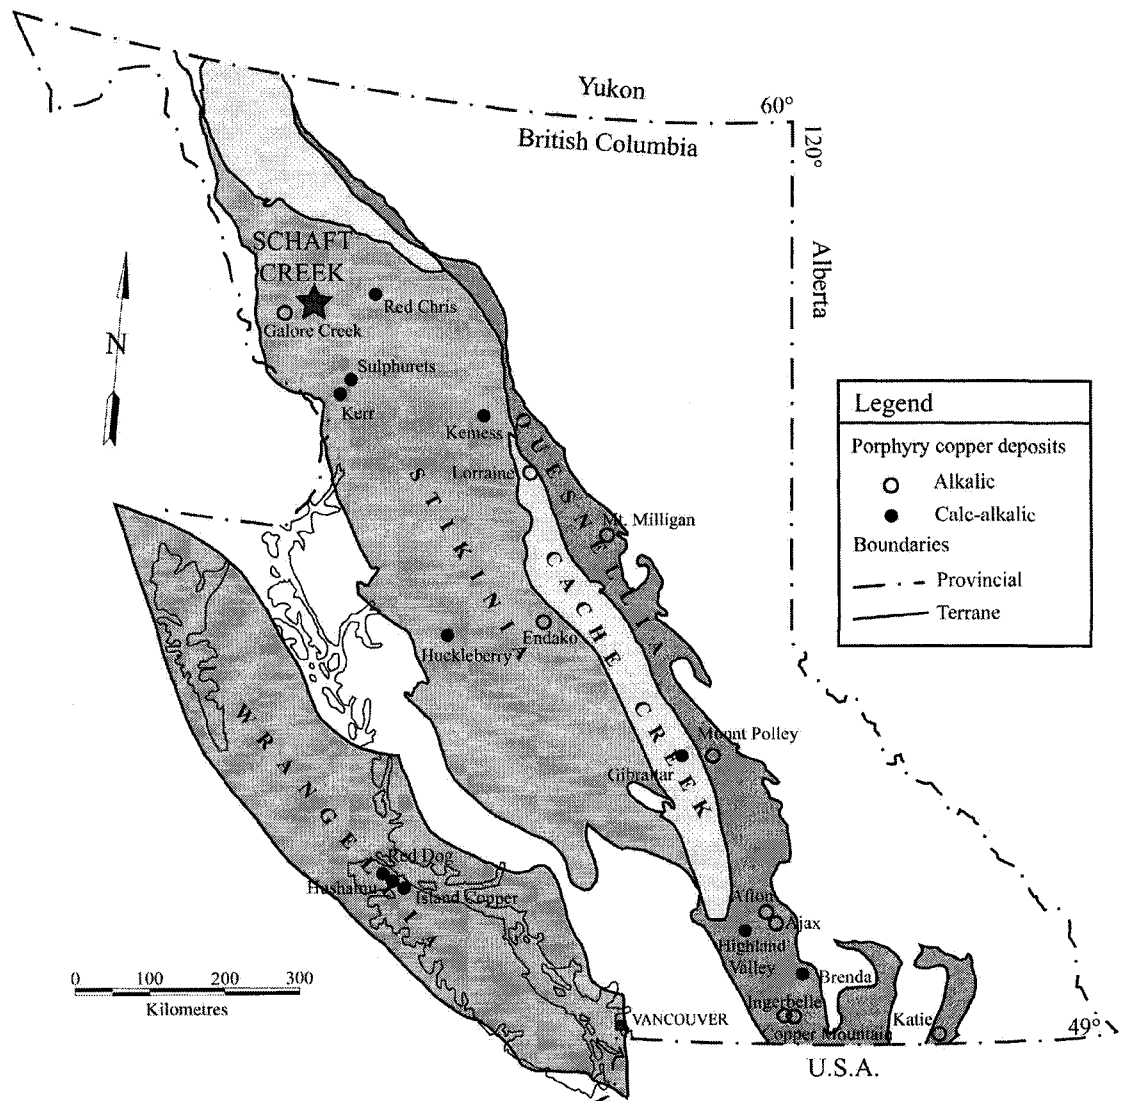 Yukon
60°
British Columbia
120°
Alberta
SCHAFT
CREEK
Red Chris
Galore Creek
N
Sulphurets
Kerr
Kemess
QUESNELLIA
Lorraine
STIKINIA
Mt. Milligan
CACHE CREEK
Endako
Huckleberry
WRANGELLIA
Mount Polley
Gibraltar
Red Dog
Hushamu
Island Copper
Afton
Ajax
Highland
Valley
Brenda
Ingerbelle
Copper Mountain
Katie
VANCOUVER
49°
U.S.A.
0 100 200 300
Kilometres
Legend
Porphyry copper deposits
Alkalic
Calc-alkalic
Boundaries
Provincial
Terrane